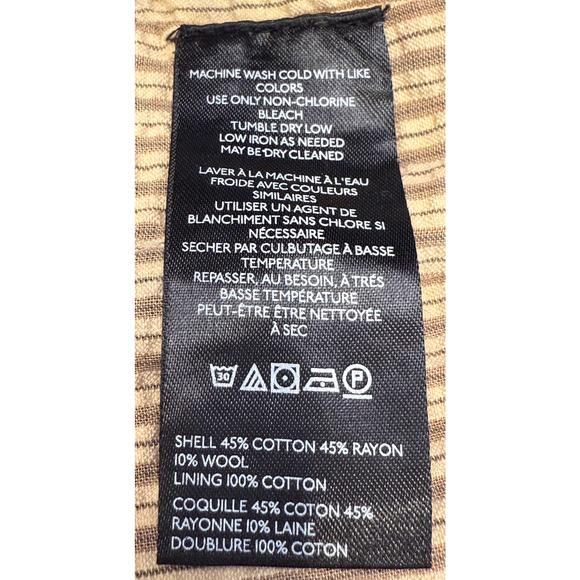 MACHINE WASH COLD WITH LIKE
COLORS
USE ONLY NON-CHLORINE
BLEACH
TUMBLE DRY LOW
LOW IRON AS NEEDED
MAY BE DRY CLEANED
LAVER À LA MACHINE À L'EAU
FROIDE AVEC COULEURS
SIMILAIRES
UTILISER UN AGENT DE
BLANCHIMENT SANS CHLORE SI
NÉCESSAIRE
SECHER PAR CULBUTAGE À BASSE
TEMPERATURE
REPASSER, AU BESOIN, À TRÉS
BASSE TEMPÉRATURE
PEUT-ÊTRE ÊTRE NETTOYÉE
À SEC
30 P
SHELL 45% COTTON 45% RAYON
10% WOOL
LINING 100% COTTON
COQUILLE 45% COTON 45%
RAYONNE 10% LAINE
DOUBLURE 100% COTON